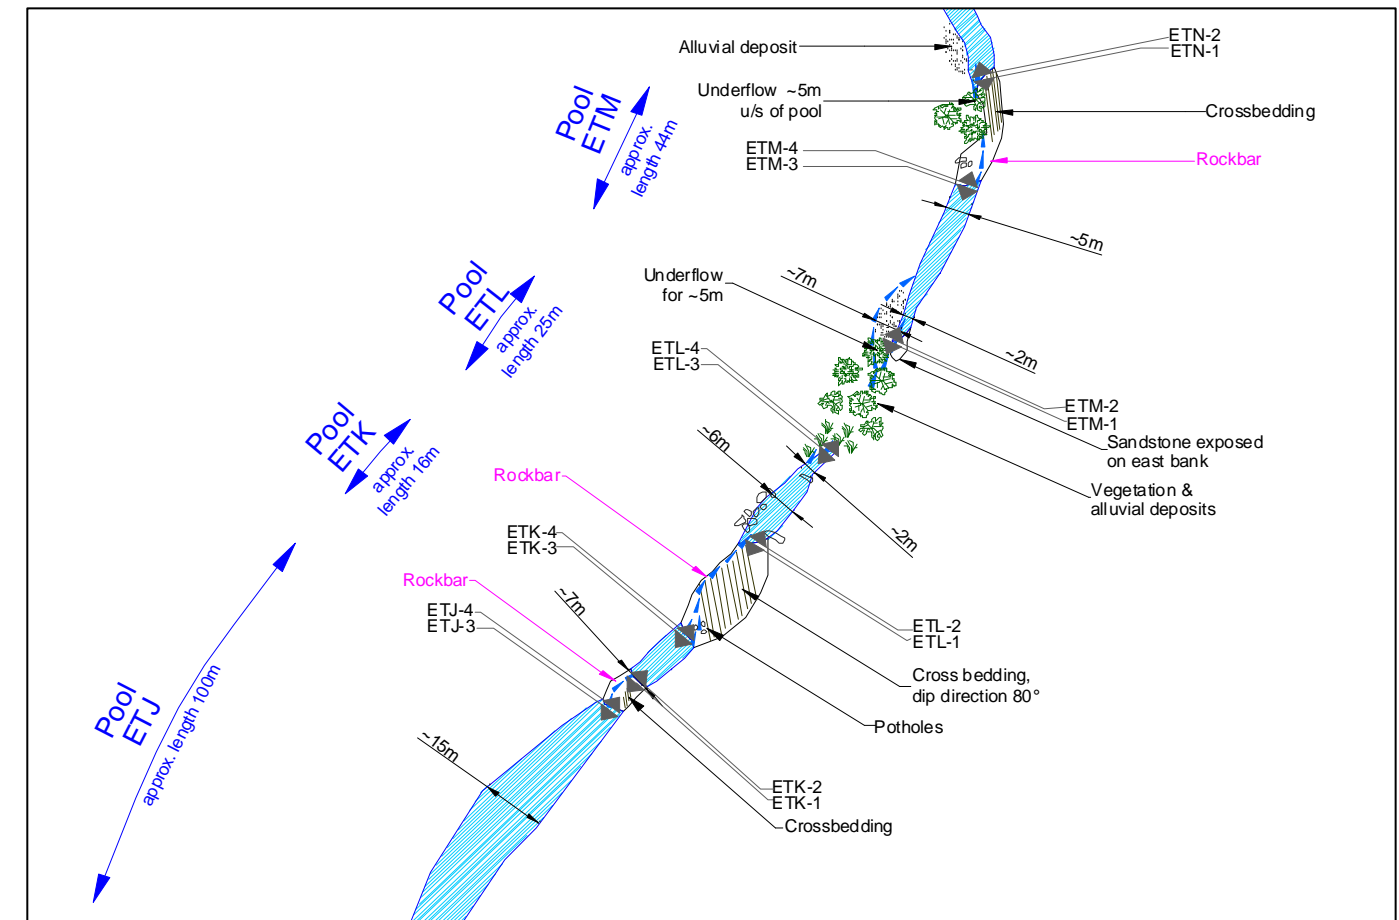 Alluvial deposit
ETN-2
ETN-1
Underflow ~5m
u/s of pool
Crossbedding
Pool
ETM
approx.
length 44m
ETM-4
ETM-3
Rockbar
~5m
Underflow
for ~5m
~7m
Pool
ETL
approx.
length 25m
~2m
ETL-4
ETL-3
ETM-2
ETM-1
Sandstone exposed
on east bank
Vegetation &
alluvial deposits
Pool
ETK
approx.
length 16m
~6m
Rockbar
~2m
ETK-4
ETK-3
Rockbar
~7m
ETJ-4
ETJ-3
ETL-2
ETL-1
Cross bedding,
dip direction 80°
Potholes
Pool
ETJ
approx. length 100m
~15m
ETK-2
ETK-1
Crossbedding